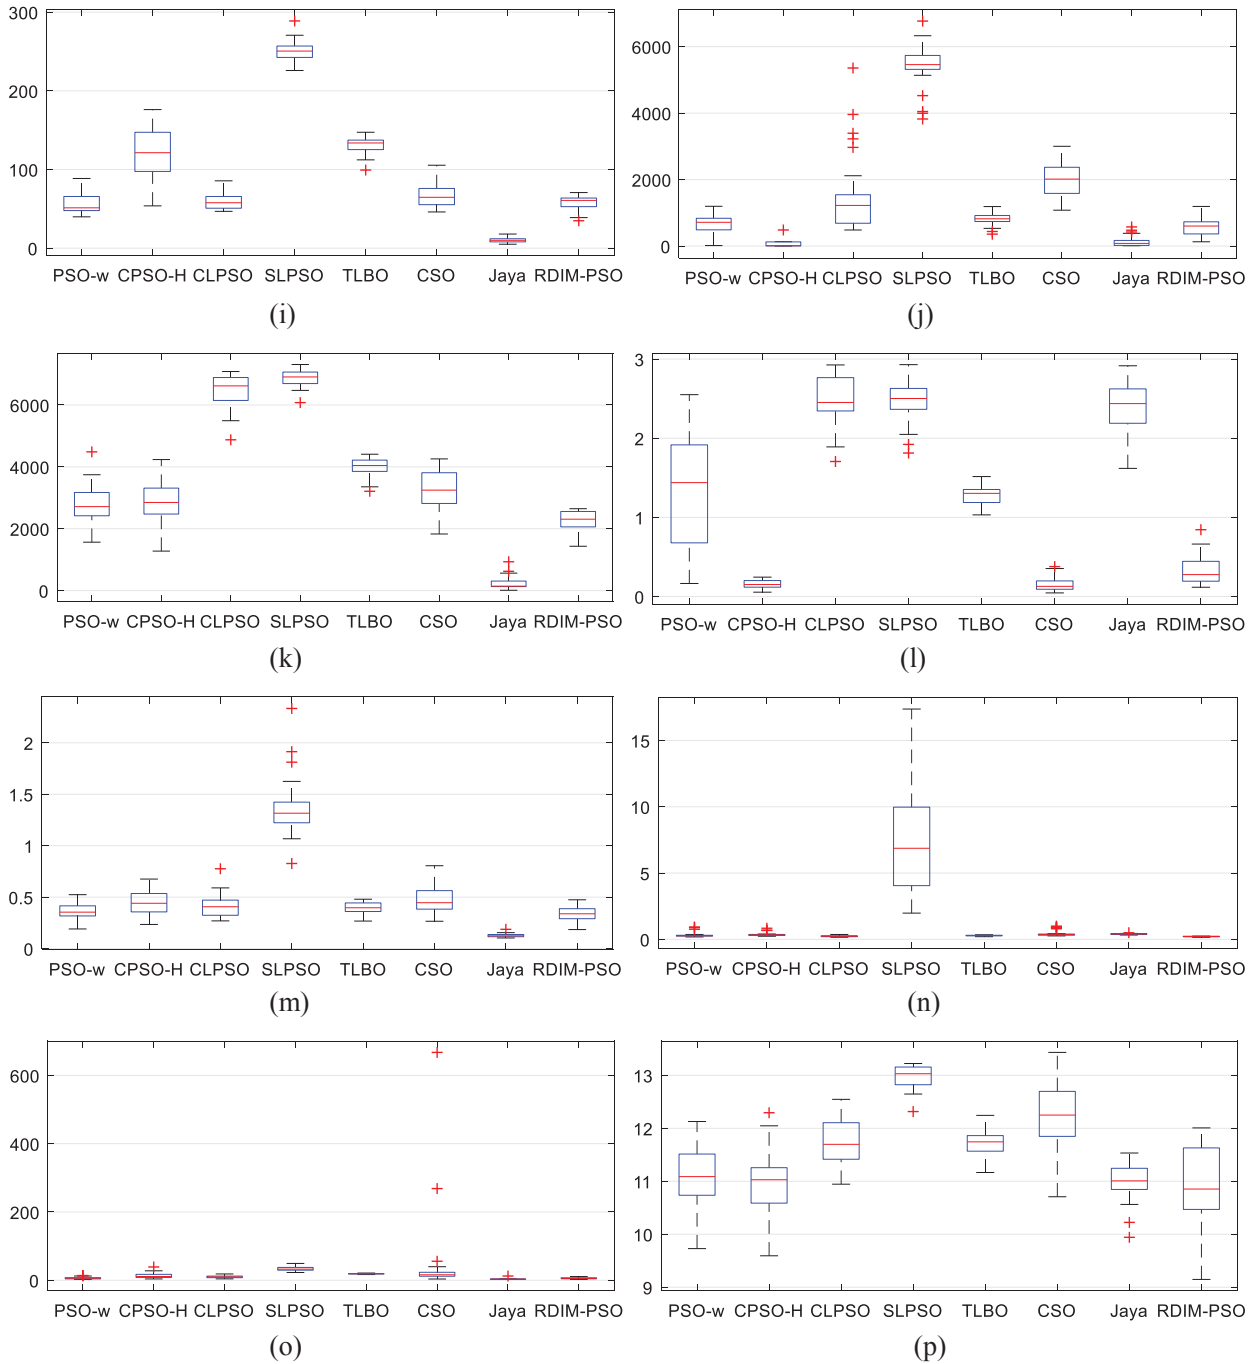 300
200
100
0
PSO-w CPSO-H CLPSO SLPSO TLBO CSO Jaya RDIM-PSO
(i)
6000
4000
2000
0
PSO-w CPSO-H CLPSO SLPSO TLBO CSO Jaya RDIM-PSO
(j)
6000
4000
2000
0
PSO-w CPSO-H CLPSO SLPSO TLBO CSO Jaya RDIM-PSO
(k)
3
2
1
0
PSO-w CPSO-H CLPSO SLPSO TLBO CSO Jaya RDIM-PSO
(l)
2
1.5
1
0.5
0
PSO-w CPSO-H CLPSO SLPSO TLBO CSO Jaya RDIM-PSO
(m)
15
10
5
0
PSO-w CPSO-H CLPSO SLPSO TLBO CSO Jaya RDIM-PSO
(n)
600
400
200
0
PSO-w CPSO-H CLPSO SLPSO TLBO CSO Jaya RDIM-PSO
(o)
13
12
11
10
9
PSO-w CPSO-H CLPSO SLPSO TLBO CSO Jaya RDIM-PSO
(p)